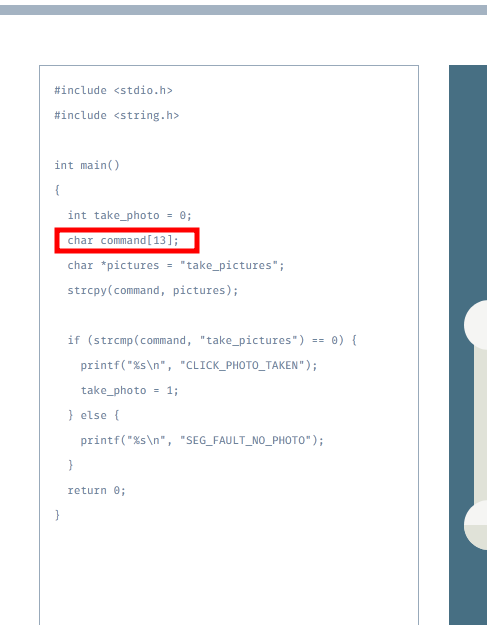 #include <stdio.h>
#include <string.h>
int main()
{
int take_photo = 0;
char command[13];
char *pictures = "take_pictures";
strcpy(command, pictures);
if (strcmp(command, "take_pictures") == 0) {
printf("%s\n", "CLICK_PHOTO_TAKEN");
take_photo = 1;
} else {
printf("%s\n", "SEG_FAULT_NO_PHOTO");
}
return 0;
}